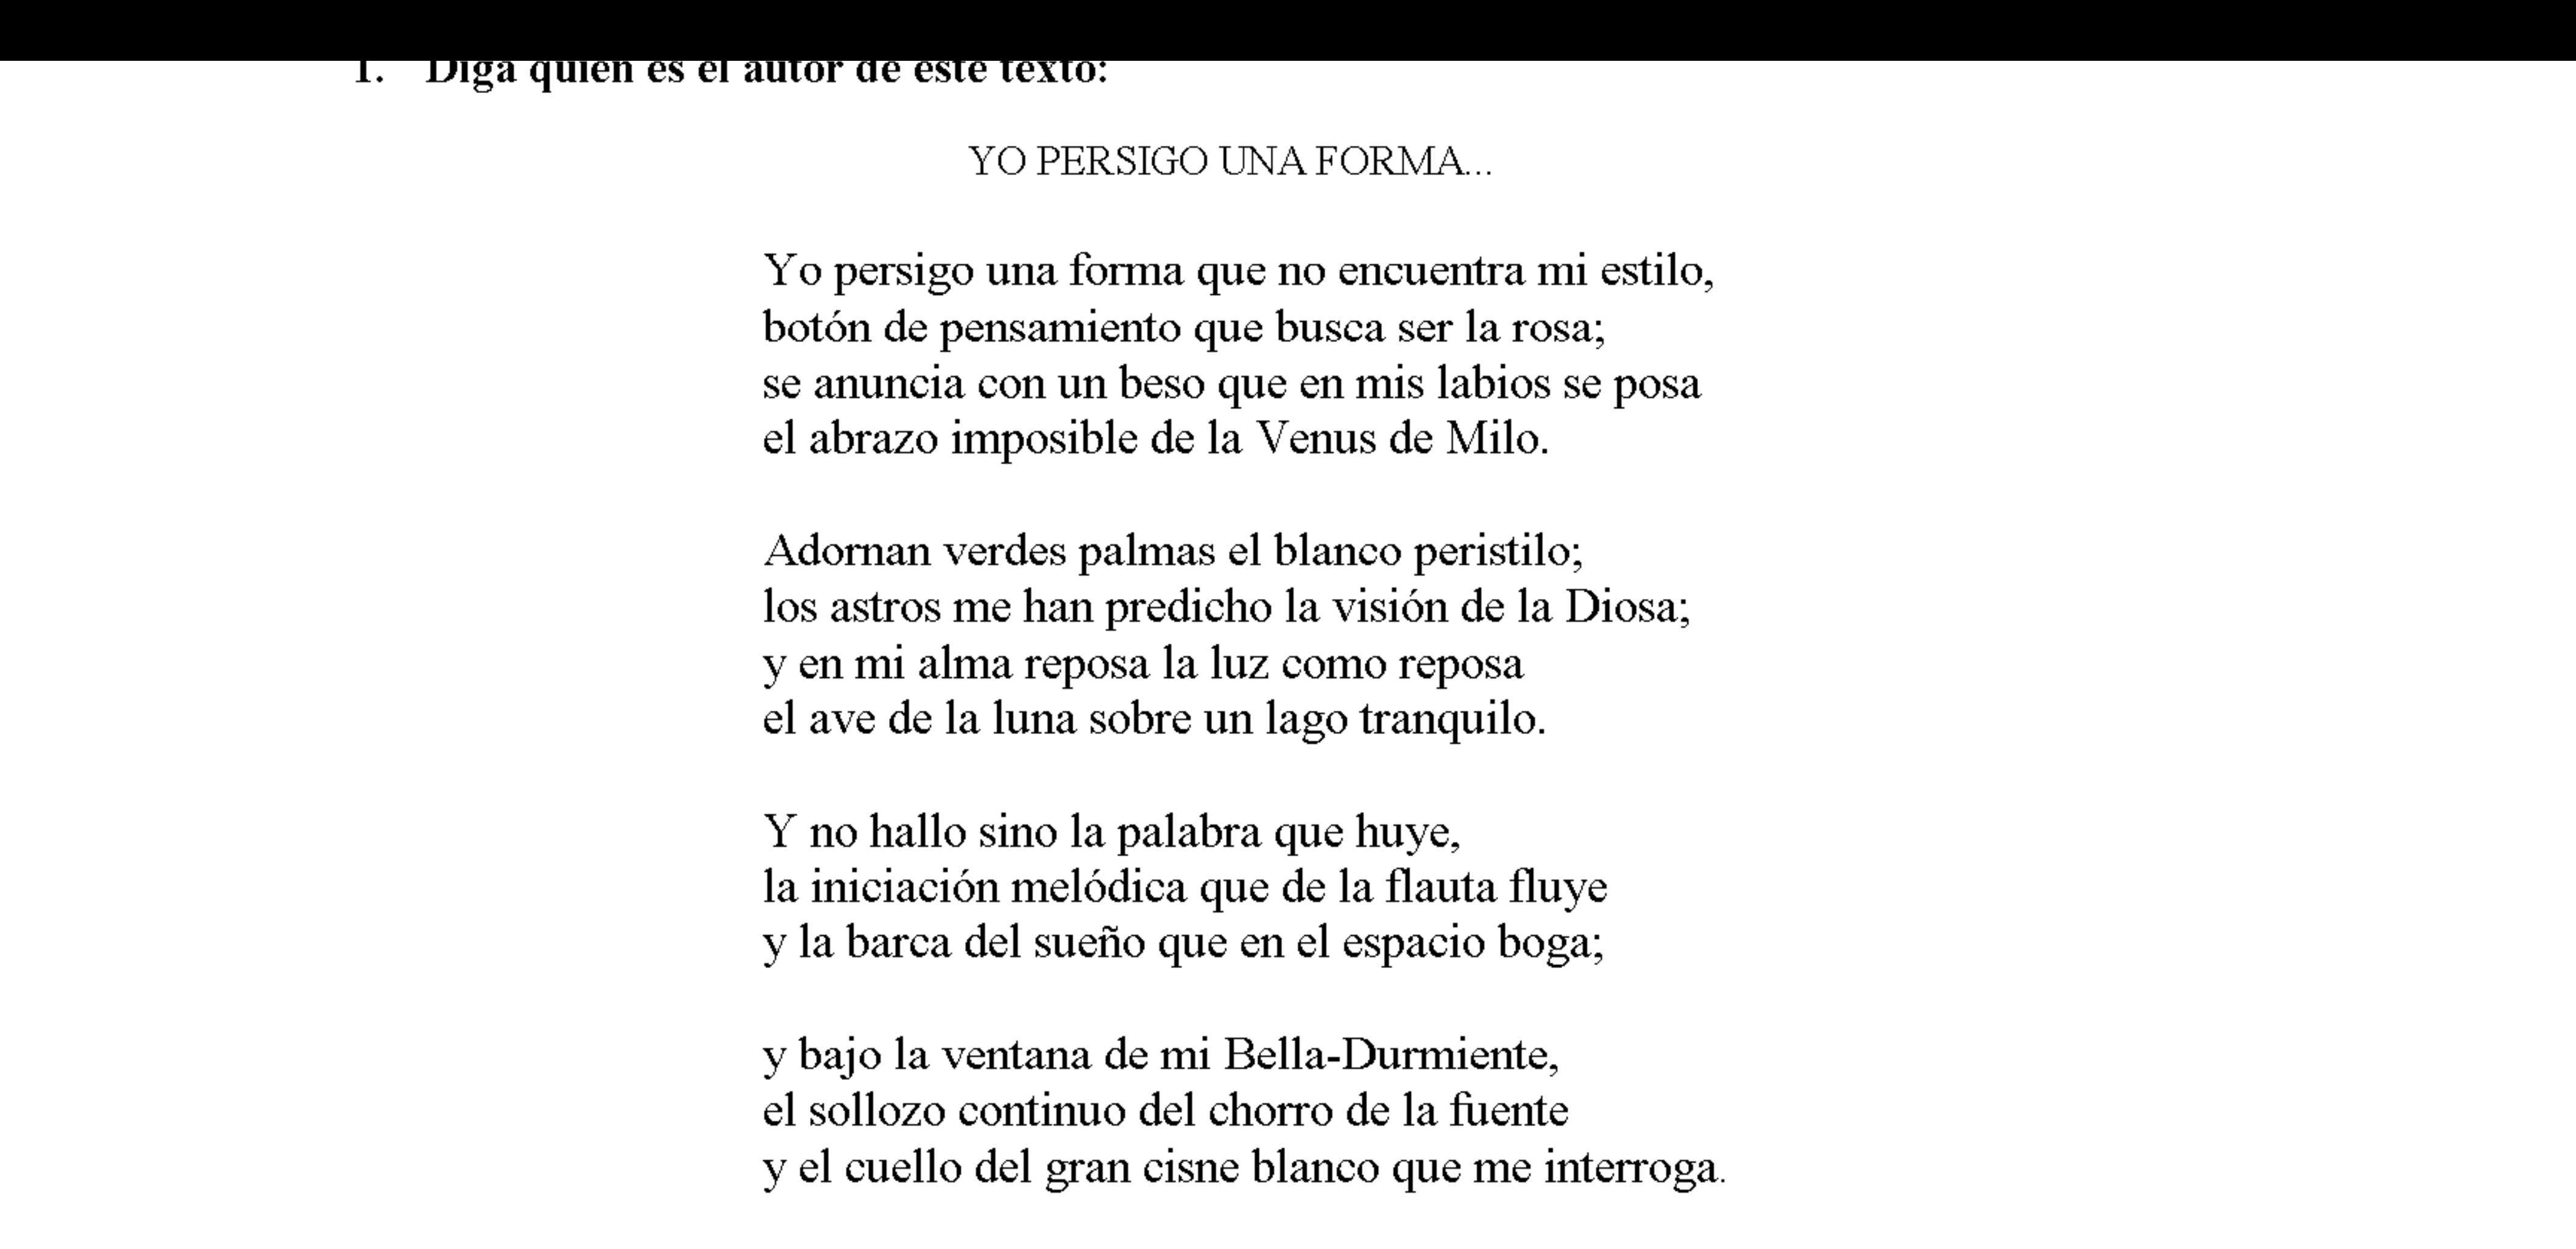 1. Diga quién es el autor de este texto:
YO PERSIGO UNA FORMA...
Yo persigo una forma que no encuentra mi estilo,
botón de pensamiento que busca ser la rosa;
se anuncia con un beso que en mis labios se posa
el abrazo imposible de la Venus de Milo.
Adornan verdes palmas el blanco peristilo;
los astros me han predicho la visión de la Diosa;
y en mi alma reposa la luz como reposa
el ave de la luna sobre un lago tranquilo.
Y no hallo sino la palabra que huye,
la iniciación melódica que de la flauta fluye
y la barca del sueño que en el espacio boga;
y bajo la ventana de mi Bella-Durmiente,
el sollozo continuo del chorro de la fuente
y el cuello del gran cisne blanco que me interroga.